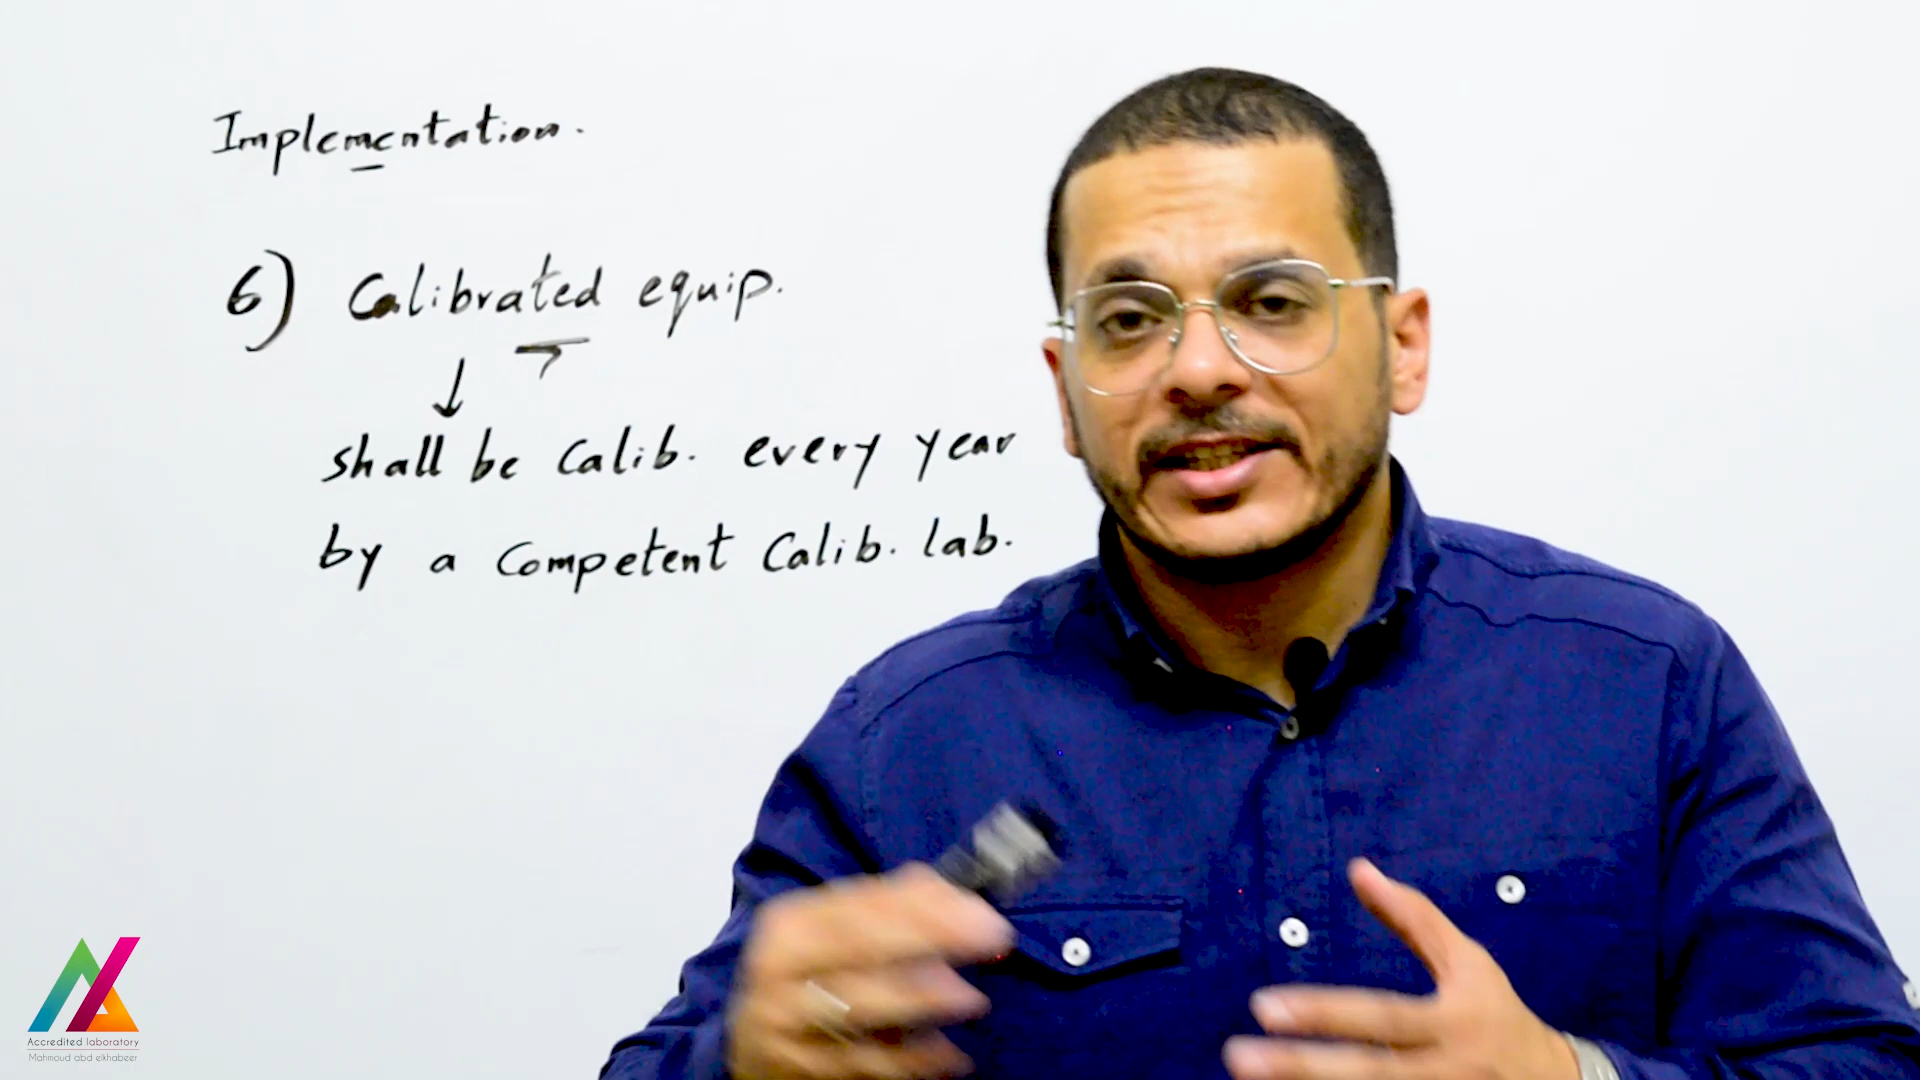 Implementation.
6) Calibrated equip.
shall be Calib. every year
by a Competent Calib. lab.
Accredited laboratory
Mahmoud abd elkhabeer